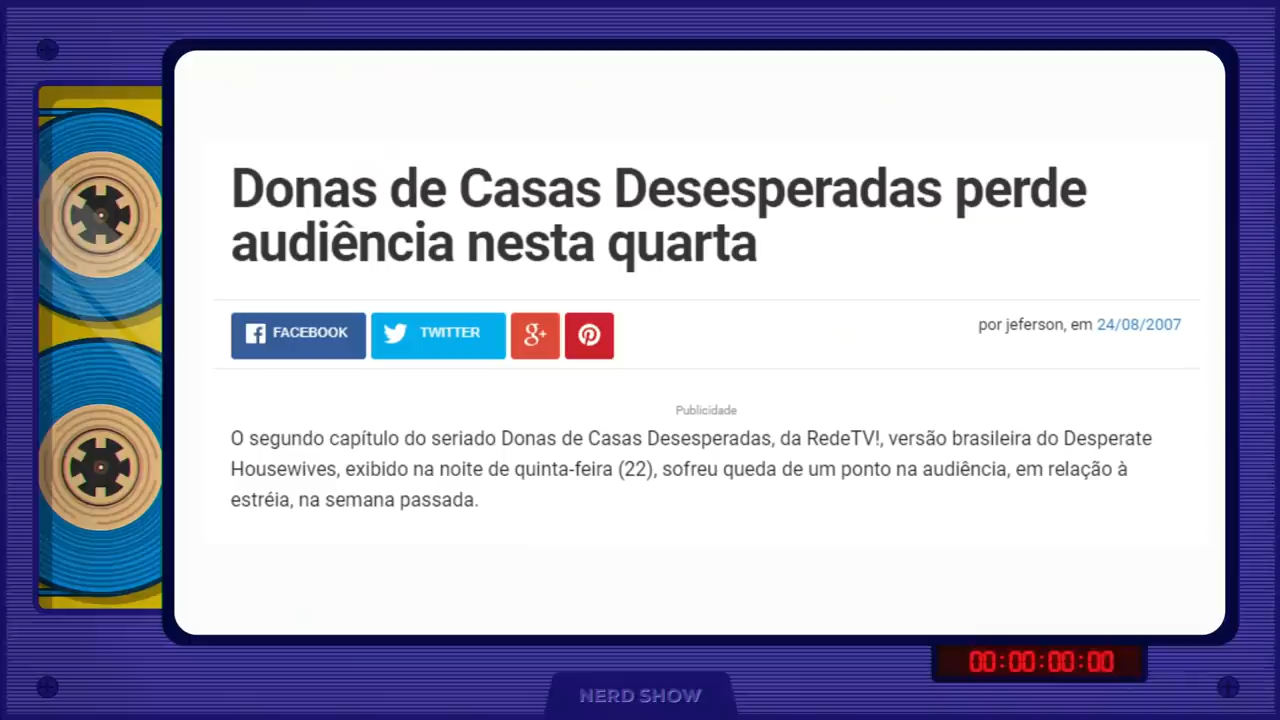 Donas de Casas Desesperadas perde
audiência nesta quarta
FACEBOOK
TWITTER
g+
por jeferson, em 24/08/2007
Publicidade
O segundo capítulo do seriado Donas de Casas Desesperadas, da RedeTV!, versão brasileira do Desperate
Housewives, exibido na noite de quinta-feira (22), sofreu queda de um ponto na audiência, em relação à
estréia, na semana passada.
00:00:00:00
NERD SHOW